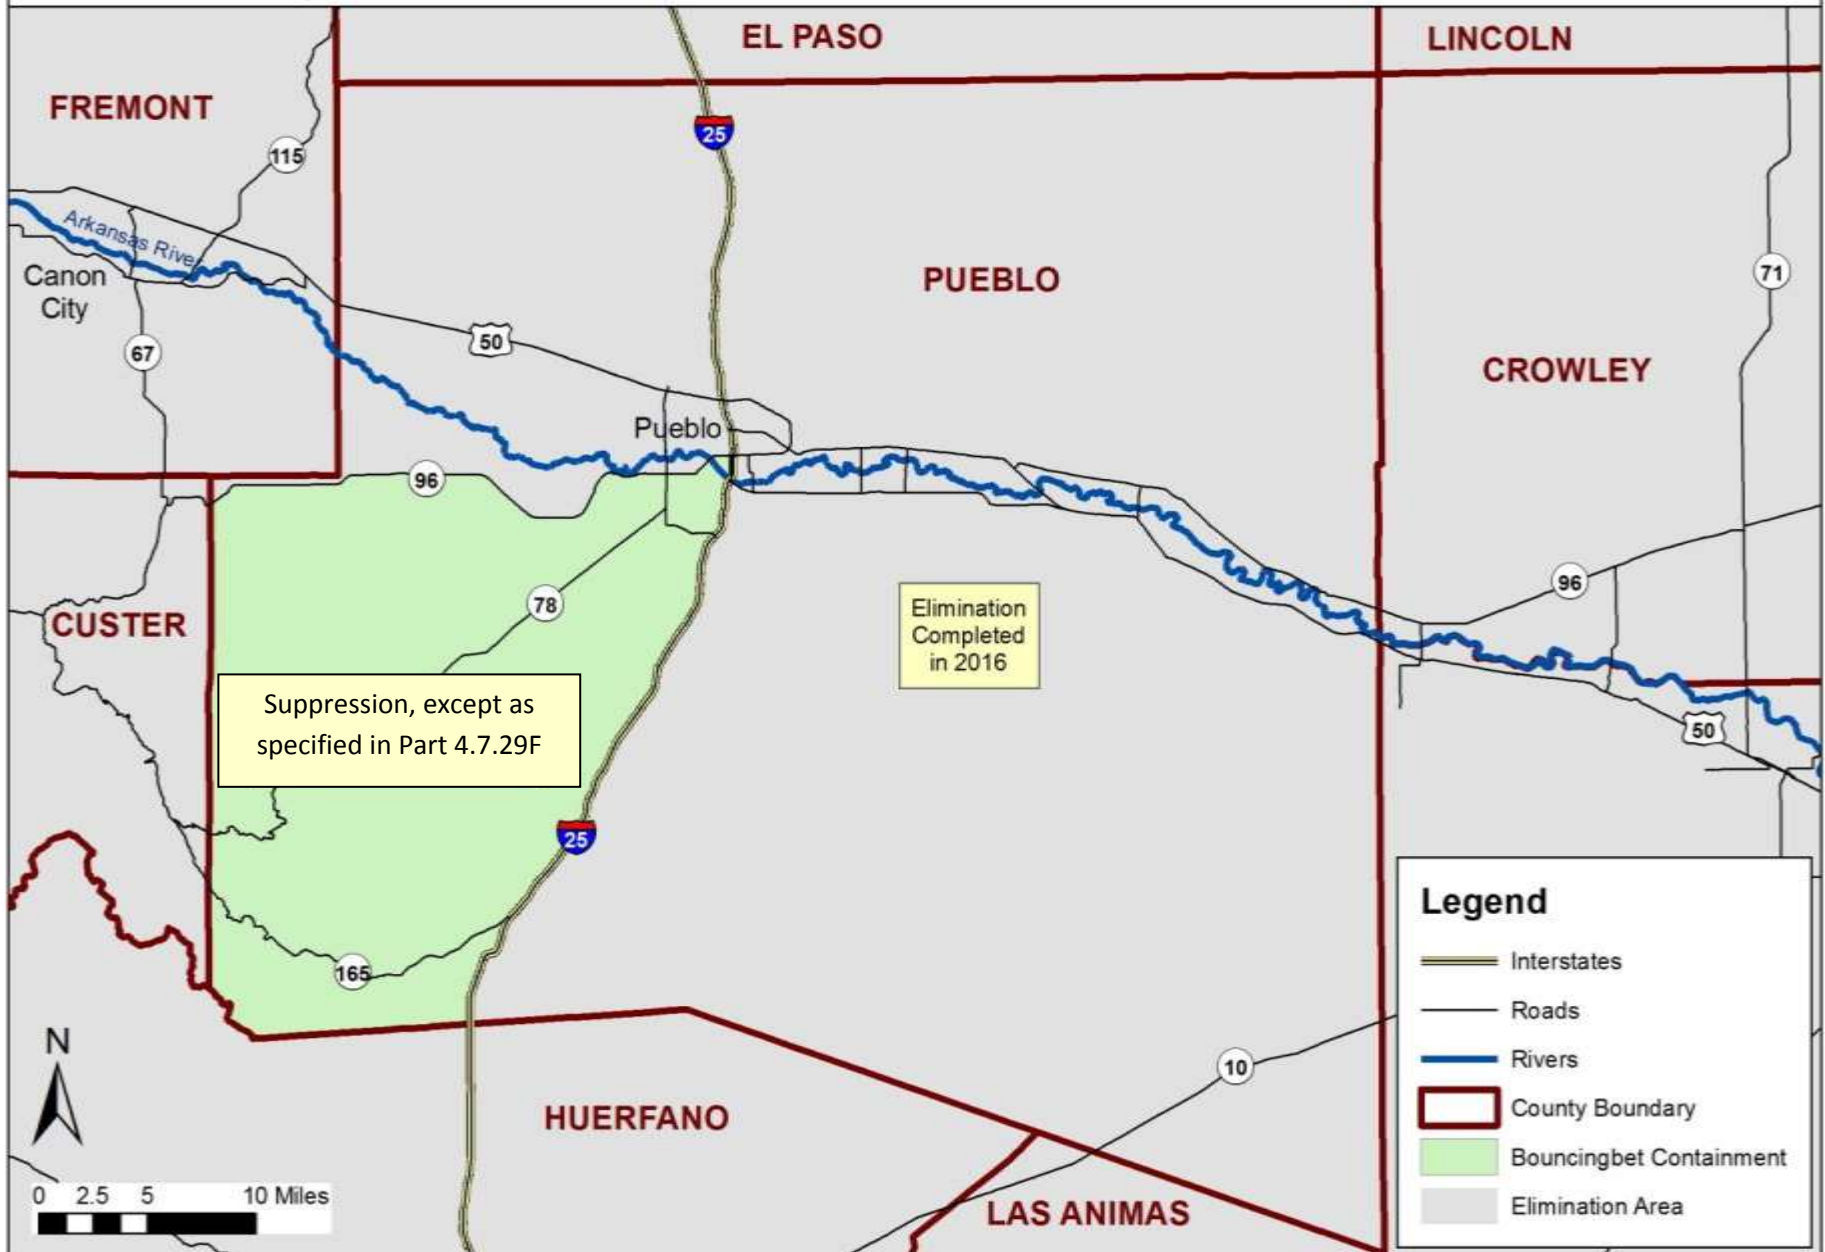 EL PASO
LINCOLN
FREMONT
25
115
Arkansas River
PUEBLO
71
Canon
City
50
67
CROWLEY
Pueblo
96
96
78
Elimination
Completed
in 2016
CUSTER
Suppression, except as
specified in Part 4.7.29F
50
25
165
Legend
Interstates
Roads
Rivers
County Boundary
Bouncingbet Containment
Elimination Area
N
10
HUERFANO
0 2.5 5 10 Miles
LAS ANIMAS